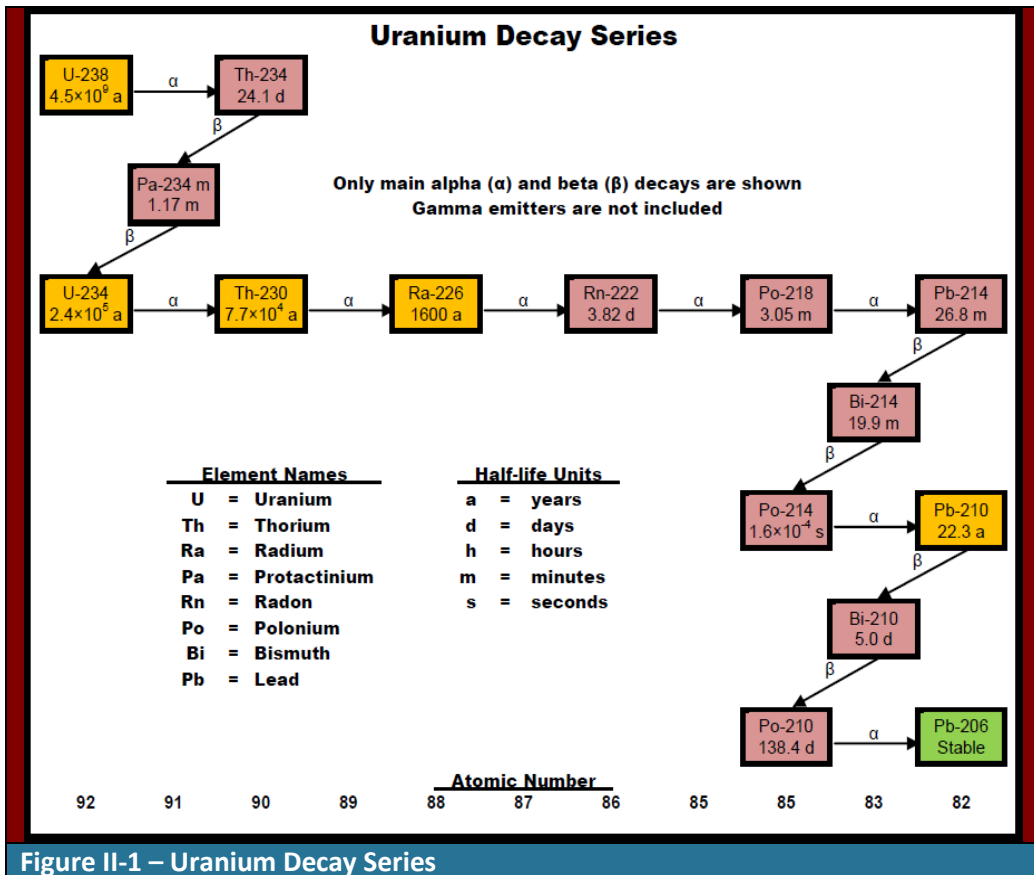 Uranium Decay Series
U-238
4.5×10⁹ a
α
Th-234
24.1 d
β
Pa-234 m
1.17 m
Only main alpha (α) and beta (β) decays are shown
Gamma emitters are not included
β
U-234
2.4×10⁵ a
α
Th-230
7.7×10⁴ a
α
Ra-226
1600 a
α
Rn-222
3.82 d
α
Po-218
3.05 m
α
Pb-214
26.8 m
β
Bi-214
19.9 m
β
Po-214
1.6×10⁻⁴ s
α
Pb-210
22.3 a
β
Bi-210
5.0 d
β
Po-210
138.4 d
α
Pb-206
Stable
Element Names
U = Uranium
Th = Thorium
Ra = Radium
Pa = Protactinium
Rn = Radon
Po = Polonium
Bi = Bismuth
Pb = Lead
Half-life Units
a = years
d = days
h = hours
m = minutes
s = seconds
Atomic Number
92 91 90 89 88 87 86 85 85 83 82
Figure II-1 – Uranium Decay Series